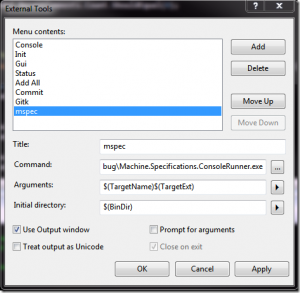 External Tools
Menu contents:
Console
Init
Gui
Status
Add All
Commit
Gitk
mspec
Add
Delete
Move Up
Move Down
Title:
mspec
Command:
bug\Machine.Specifications.ConsoleRunner.exe
...
Arguments:
$(TargetName)$(TargetExt)
Initial directory:
$(BinDir)
Use Output window
Prompt for arguments
Treat output as Unicode
Close on exit
OK
Cancel
Apply